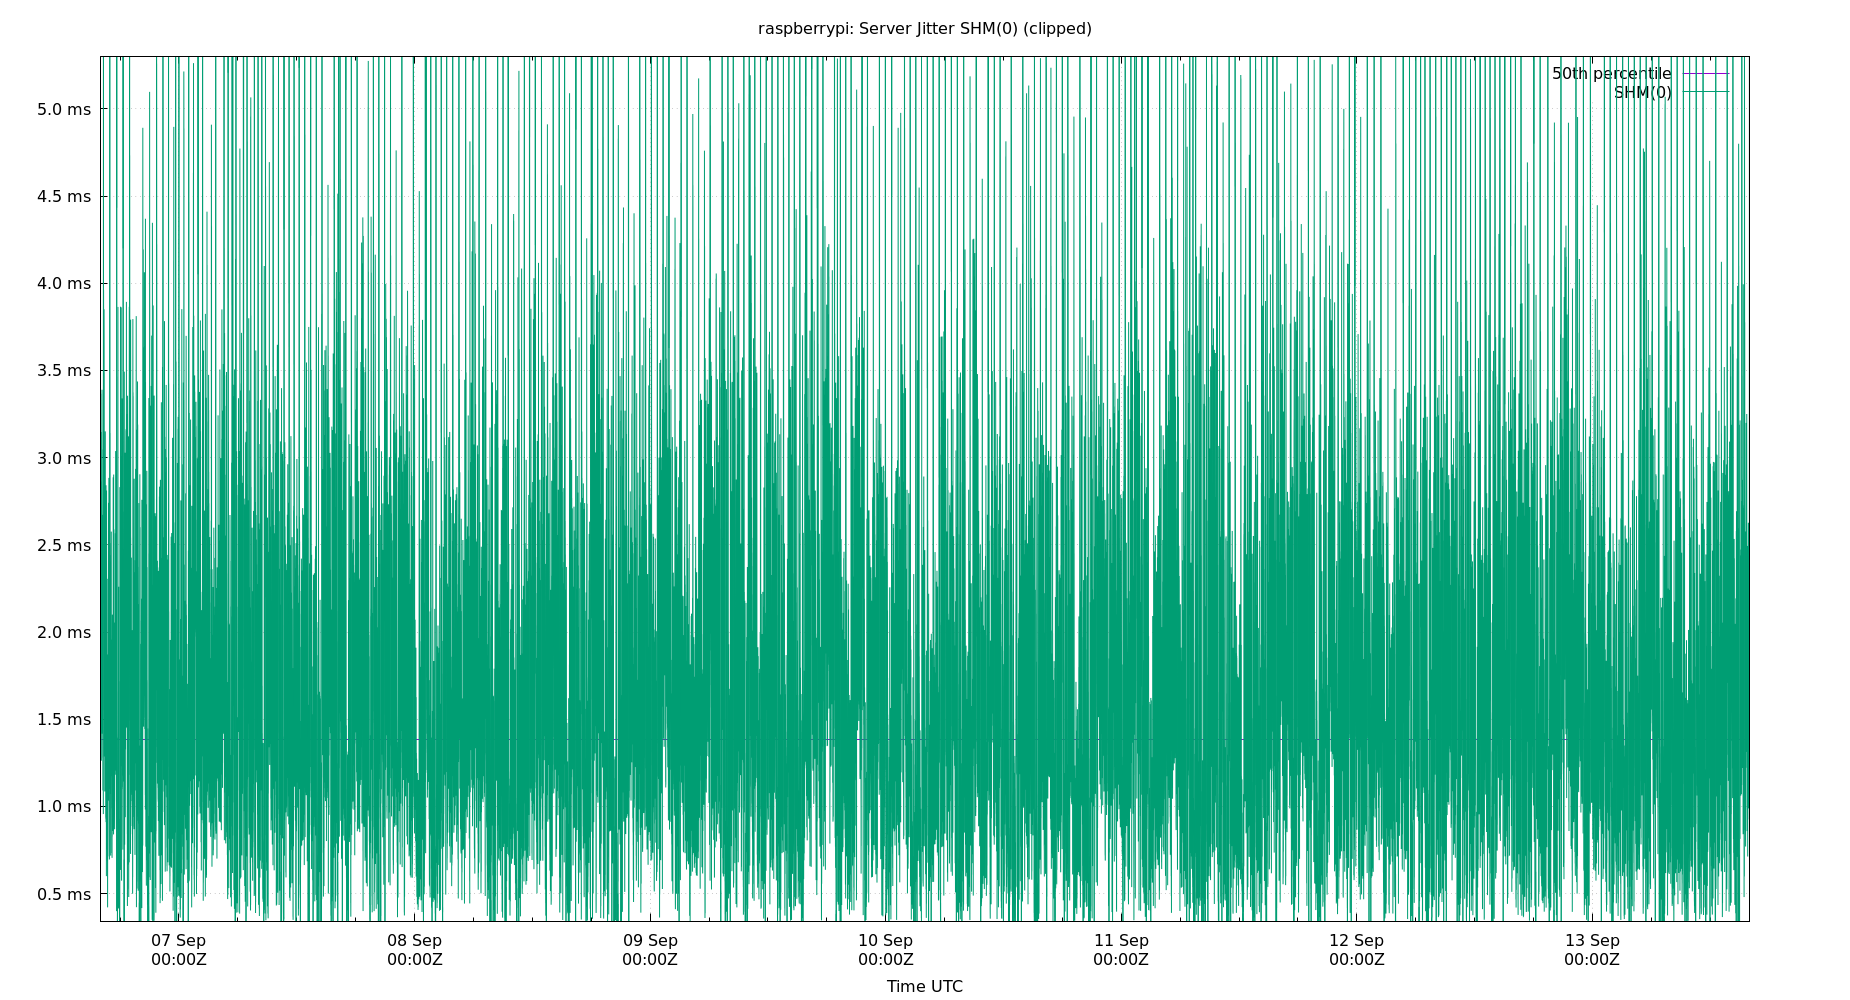 raspberrypi: Server Jitter SHM(0) (clipped)
50th percentile
SHM(0)
5.0 ms
4.5 ms
4.0 ms
3.5 ms
3.0 ms
2.5 ms
2.0 ms
1.5 ms
1.0 ms
0.5 ms
07 Sep 08 Sep 09 Sep 10 Sep 11 Sep 12 Sep 13 Sep
00:00Z 00:00Z 00:00Z 00:00Z 00:00Z 00:00Z 00:00Z
Time UTC